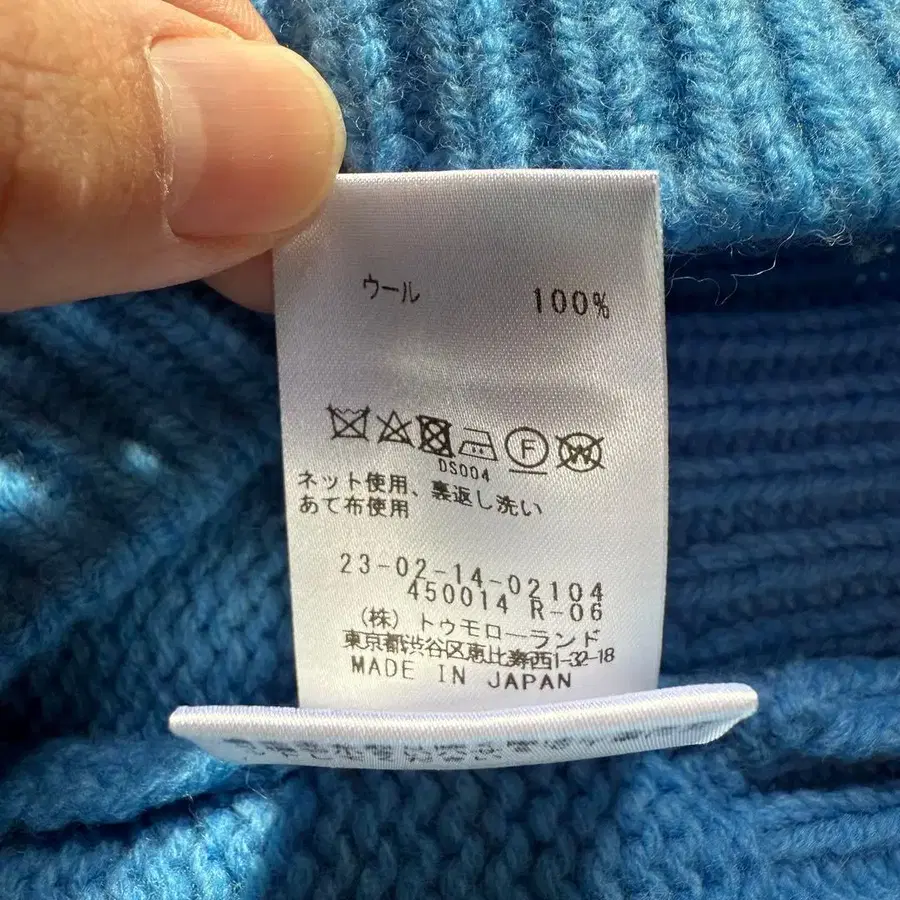 ウール 100%
F W
DS004
ネット使用、裏返し洗い
あて布使用
23-02-14-02104
450014 R-06
(株)トゥモローランド
東京都渋谷区恵比寿西1-32-18
MADE IN JAPAN